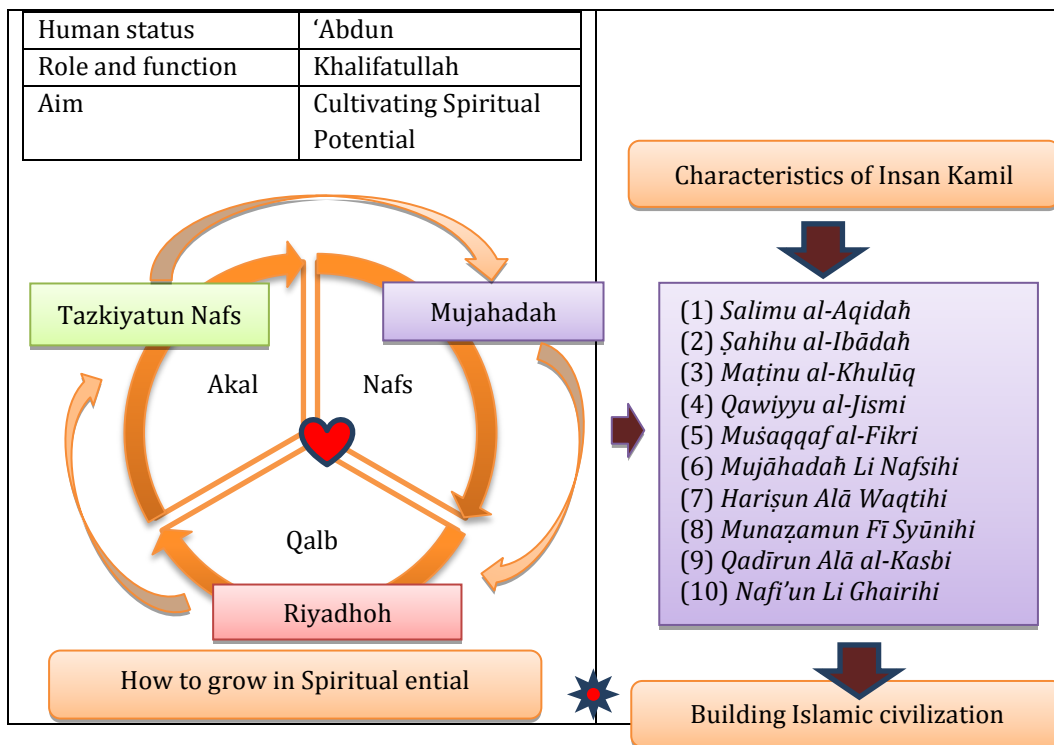 Human status
‘Abdun
Role and function
Khalifatullah
Aim
Cultivating Spiritual
Potential
Tazkiyatun Nafs
Mujahadah
Akal
Nafs
Qalb
Riyadhoh
How to grow in Spiritual ential
Characteristics of Insan Kamil
(1) Salimu al-Aqidaħ
(2) Ṣahihu al-Ibādaħ
(3) Maṭinu al-Khulūq
(4) Qawiyyu al-Jismi
(5) Muṡaqqaf al-Fikri
(6) Mujāhadaħ Li Nafsihi
(7) Hariṣun Alā Waqtihi
(8) Munaẓamun Fī Syūnihi
(9) Qadīrun Alā al-Kasbi
(10) Nafi’un Li Ghairihi
Building Islamic civilization